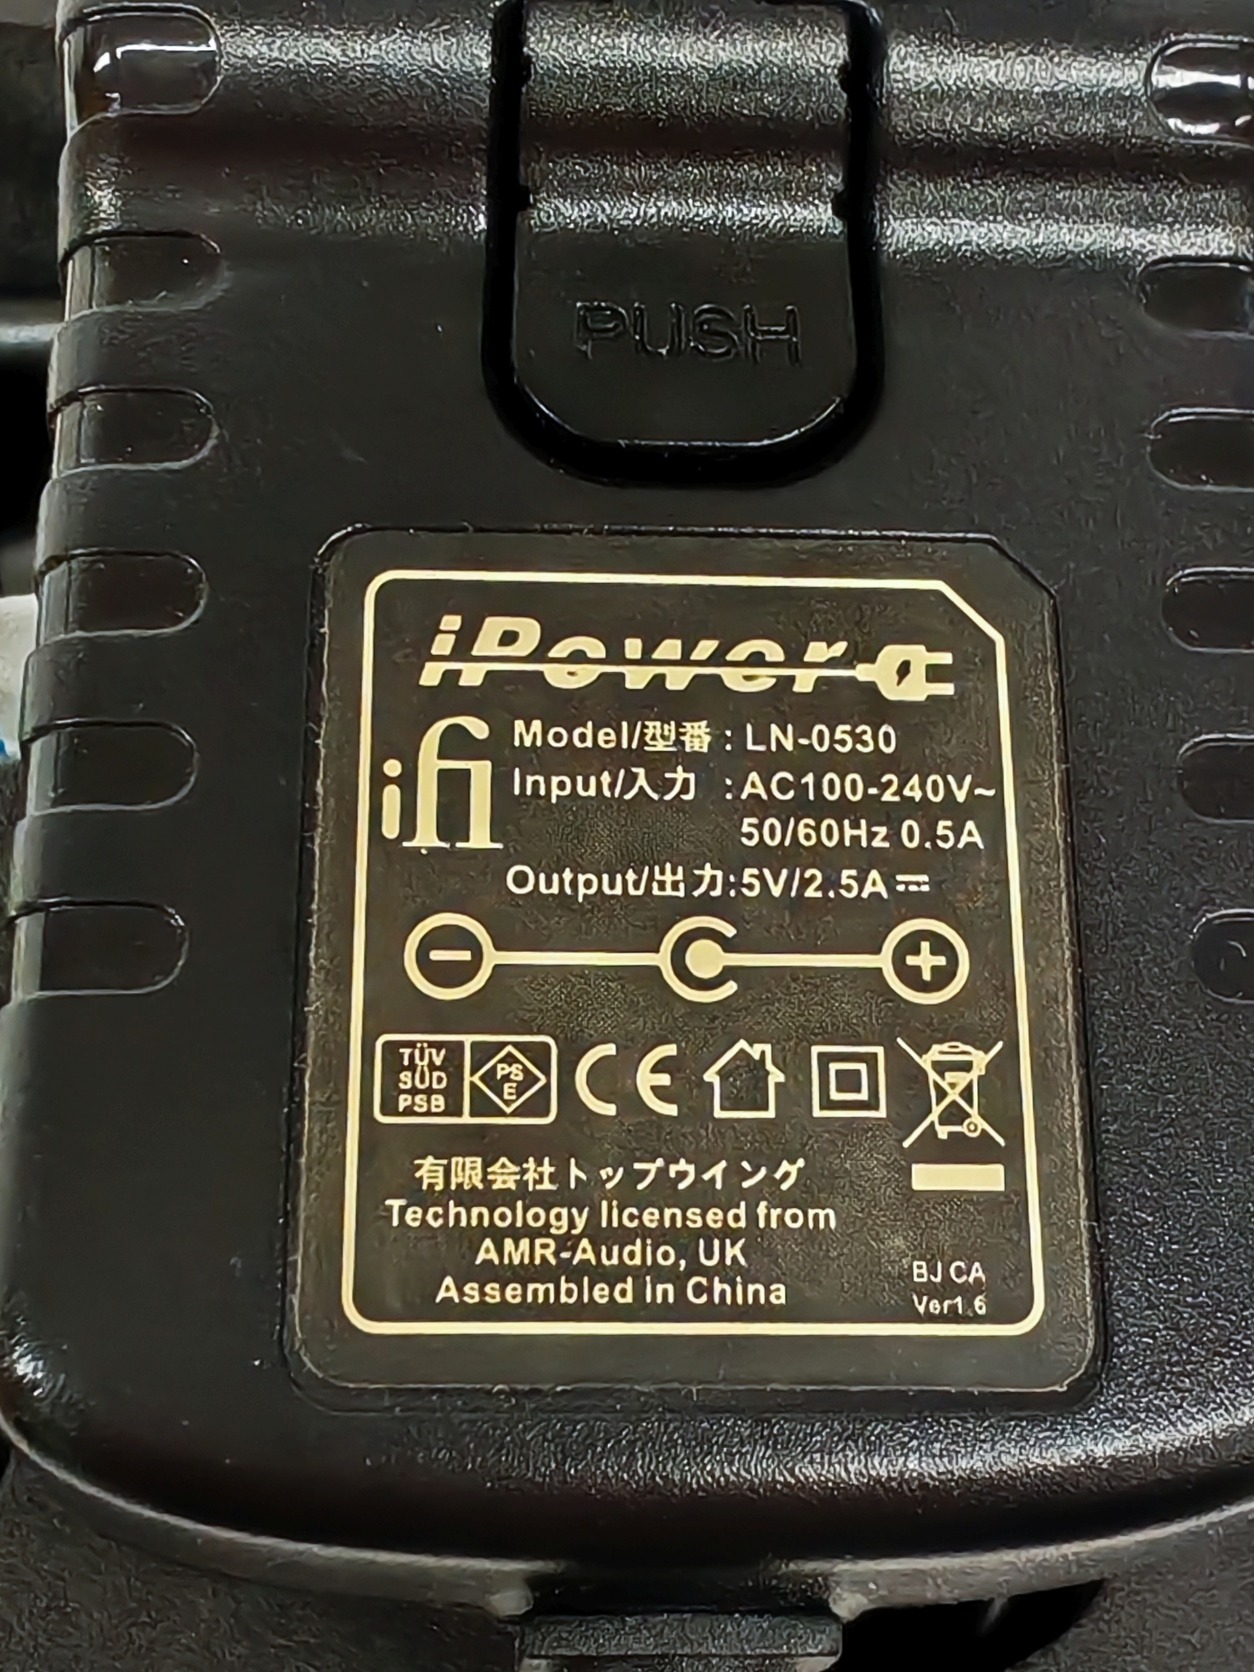 PUSH
iPower
ifi
Model/型番 : LN-0530
Input/入力 : AC100-240V~
50/60Hz 0.5A
Output/出力:5V/2.5A⎓
− +
TÜV
SÜD
PSB
PS
E
CE
有限会社トップウイング
Technology licensed from
AMR-Audio, UK
Assembled in China
BJ CA
Ver1.6